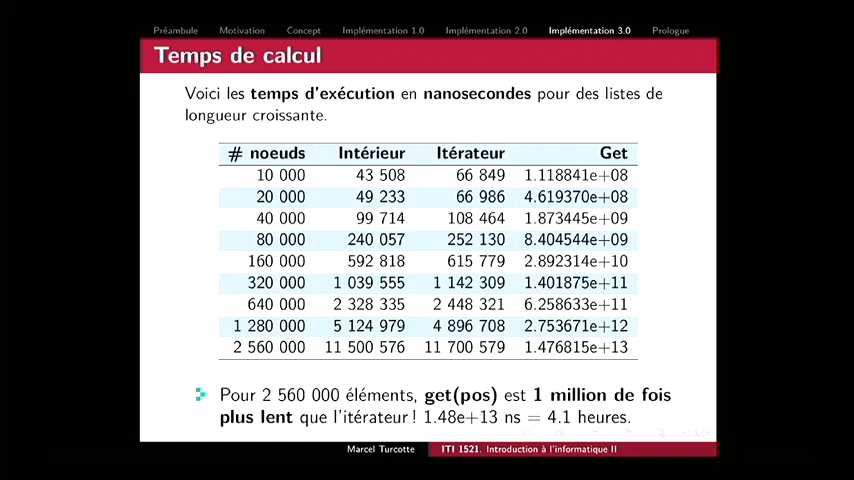 Préambule Motivation Concept Implémentation 1.0 Implémentation 2.0 Implémentation 3.0 Prologue
Temps de calcul
Voici les temps d'exécution en nanosecondes pour des listes de
longueur croissante.
# noeuds Intérieur Itérateur Get
10 000 43 508 66 849 1.118841e+08
20 000 49 233 66 986 4.619370e+08
40 000 99 714 108 464 1.873445e+09
80 000 240 057 252 130 8.404544e+09
160 000 592 818 615 779 2.892314e+10
320 000 1 039 555 1 142 309 1.401875e+11
640 000 2 328 335 2 448 321 6.258633e+11
1 280 000 5 124 979 4 896 708 2.753671e+12
2 560 000 11 500 576 11 700 579 1.476815e+13
Pour 2 560 000 éléments, get(pos) est 1 million de fois
plus lent que l'itérateur ! 1.48e+13 ns = 4.1 heures.
Marcel Turcotte ITI 1521. Introduction à l'informatique II